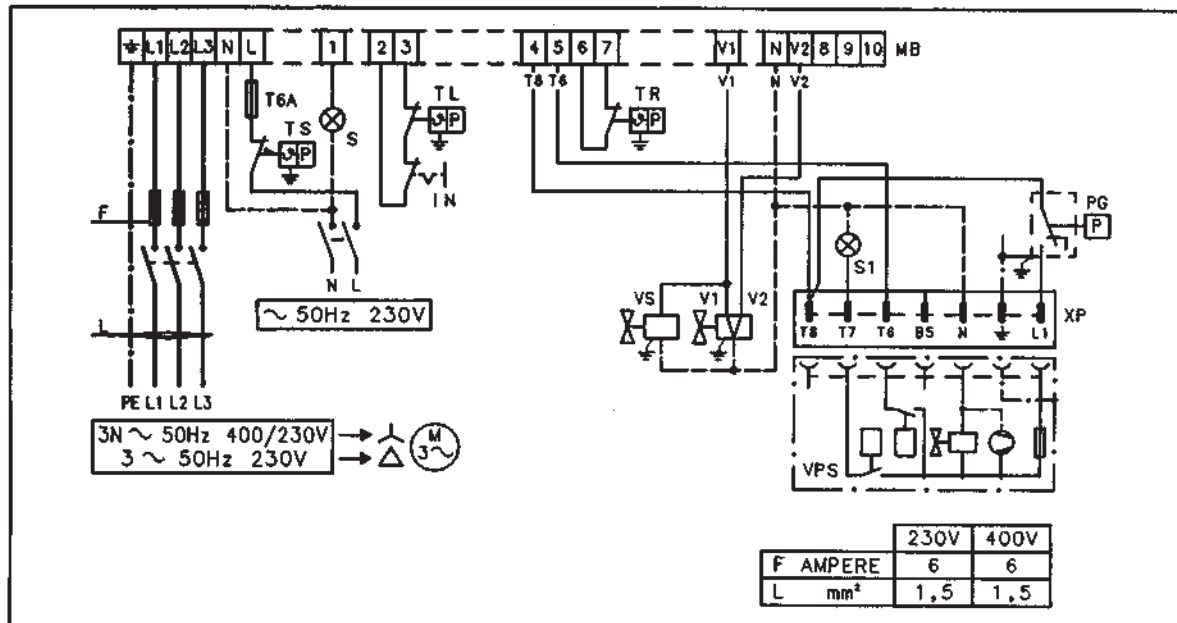 L1 L2 L3 N L 1 2 3 4 5 6 7 V1 N V2 8 9 10 MB
T8 T6 V1 N V2
T6A
TS
ϑ P
S
TL
ϑ P
IN
TR
ϑ P
F
N L
~ 50Hz 230V
L
PE L1 L2 L3
3N ~ 50Hz 400/230V
3 ~ 50Hz 230V
M
3~
VS V1 V2
S1
PG
P
T8 T7 T6 B5 N L1 XP
VPS
230V 400V
F AMPERE 6 6
L mm² 1,5 1,5